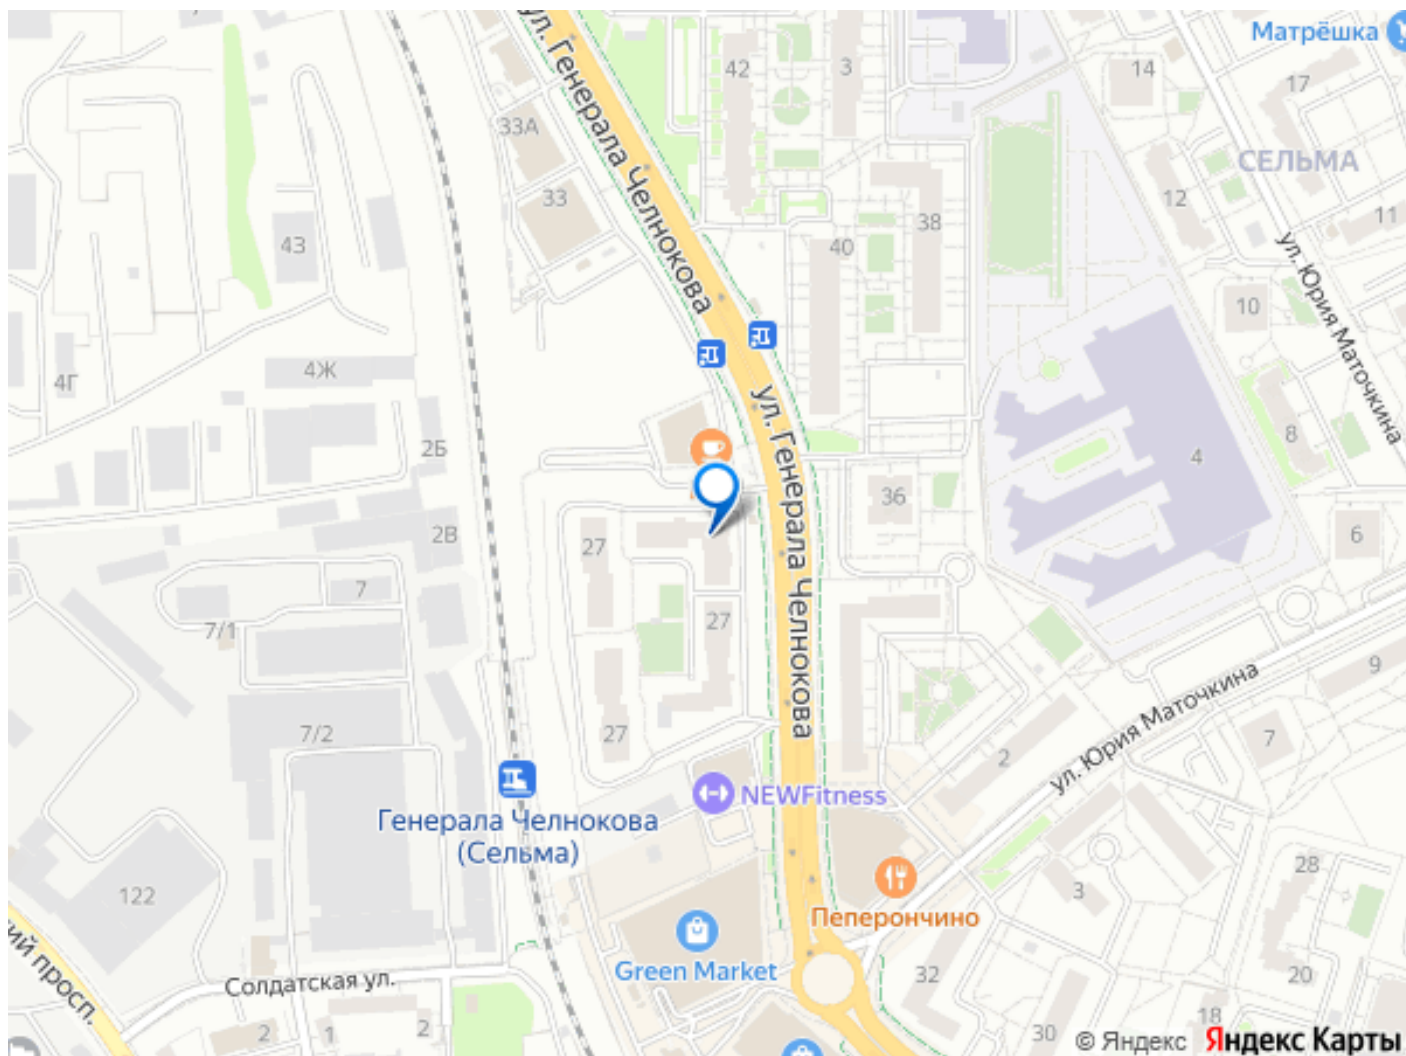 ул. Генерала Челнокова
Матрёшка
42
3
14
17
33А
СЕЛЬМА
33
12
11
38
43
40
ул. Юрия Маточкина
10
4Г
4Ж
ул. Генерала Челнокова
8
2Б
4
36
2В
6
27
7
27
7/1
9
ул. Юрия Маточкина
27
7/2
7
2
NEWFitness
Генерала Челнокова
(Сельма)
28
3
122
Пеперончино
ий просп.
Green Market
32
20
Солдатская ул.
18
2
1
2
30
© Яндекс Яндекс Карты